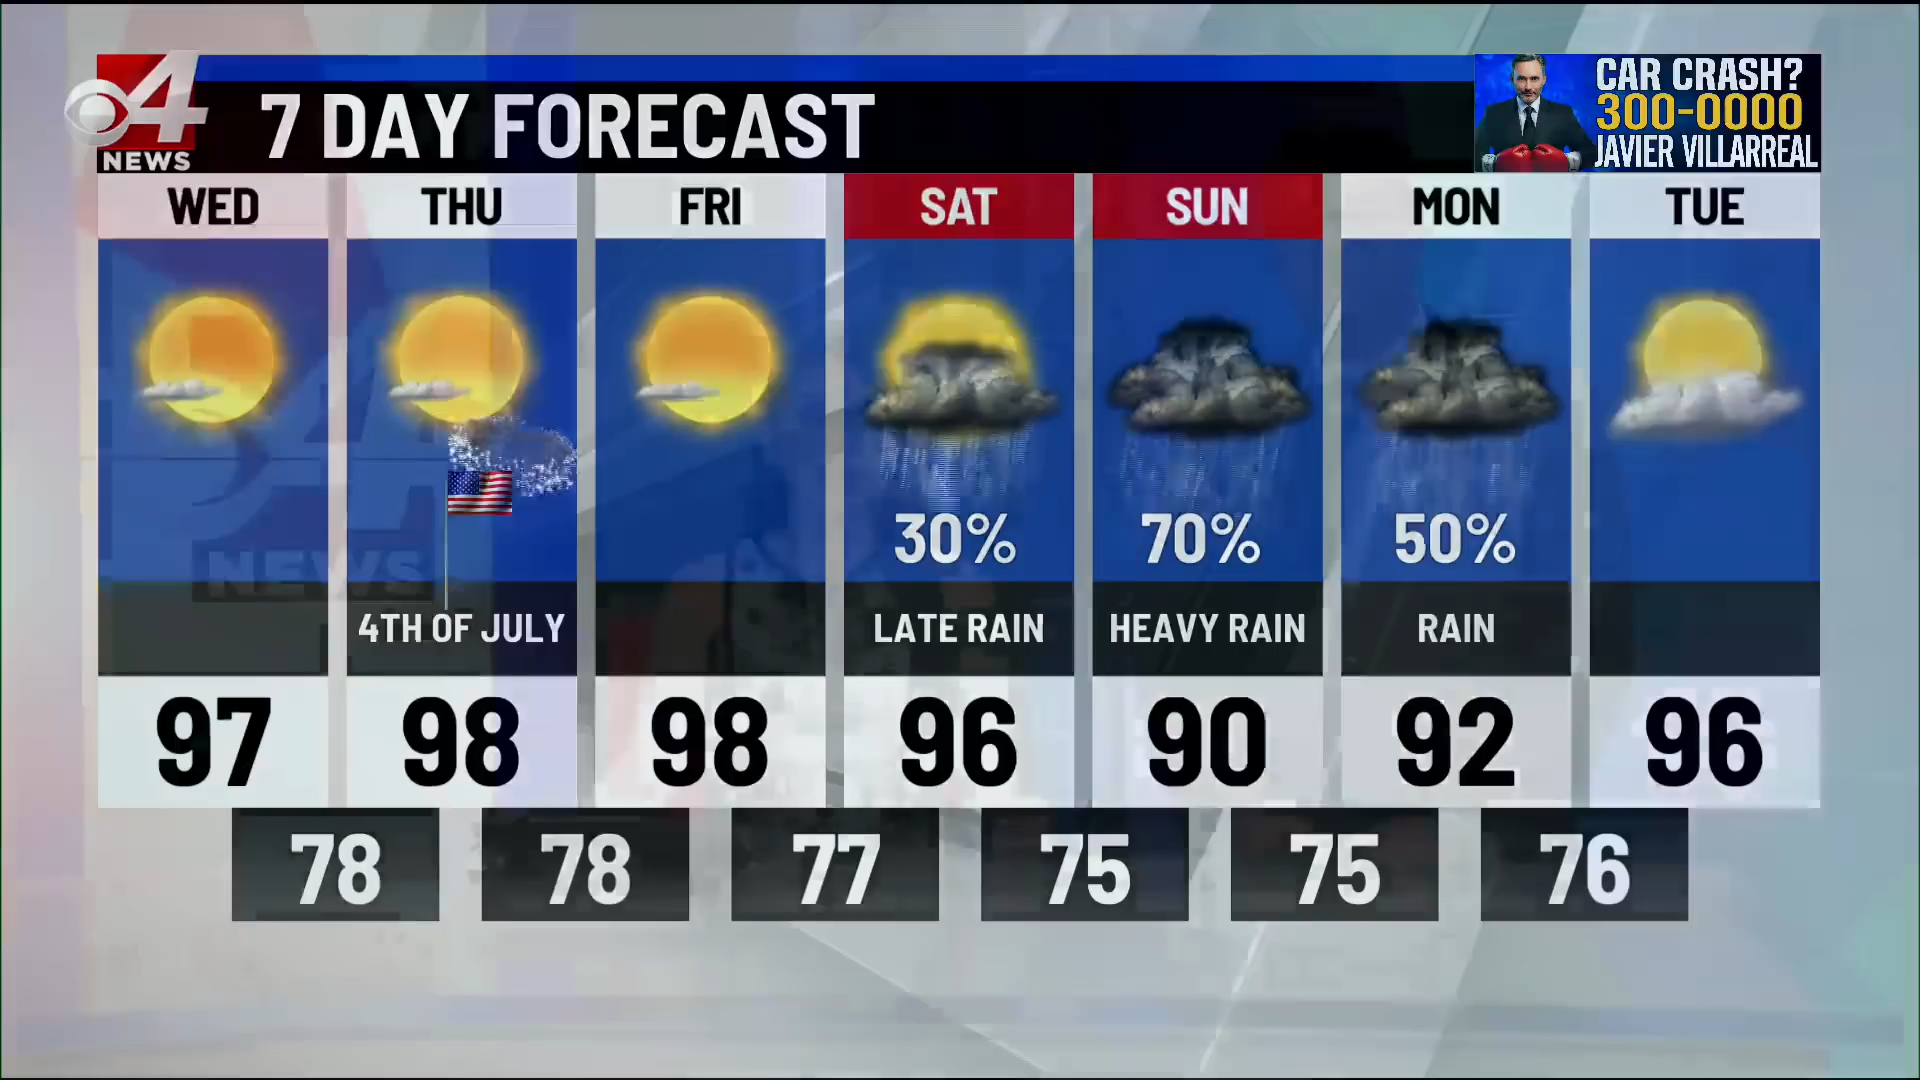 4
NEWS
7 DAY FORECAST
CAR CRASH?
300-0000
JAVIER VILLARREAL
WED THU FRI SAT SUN MON TUE
NEWS
30% 70% 50%
4TH OF JULY LATE RAIN HEAVY RAIN RAIN
97 98 98 96 90 92 96
78 78 77 75 75 76